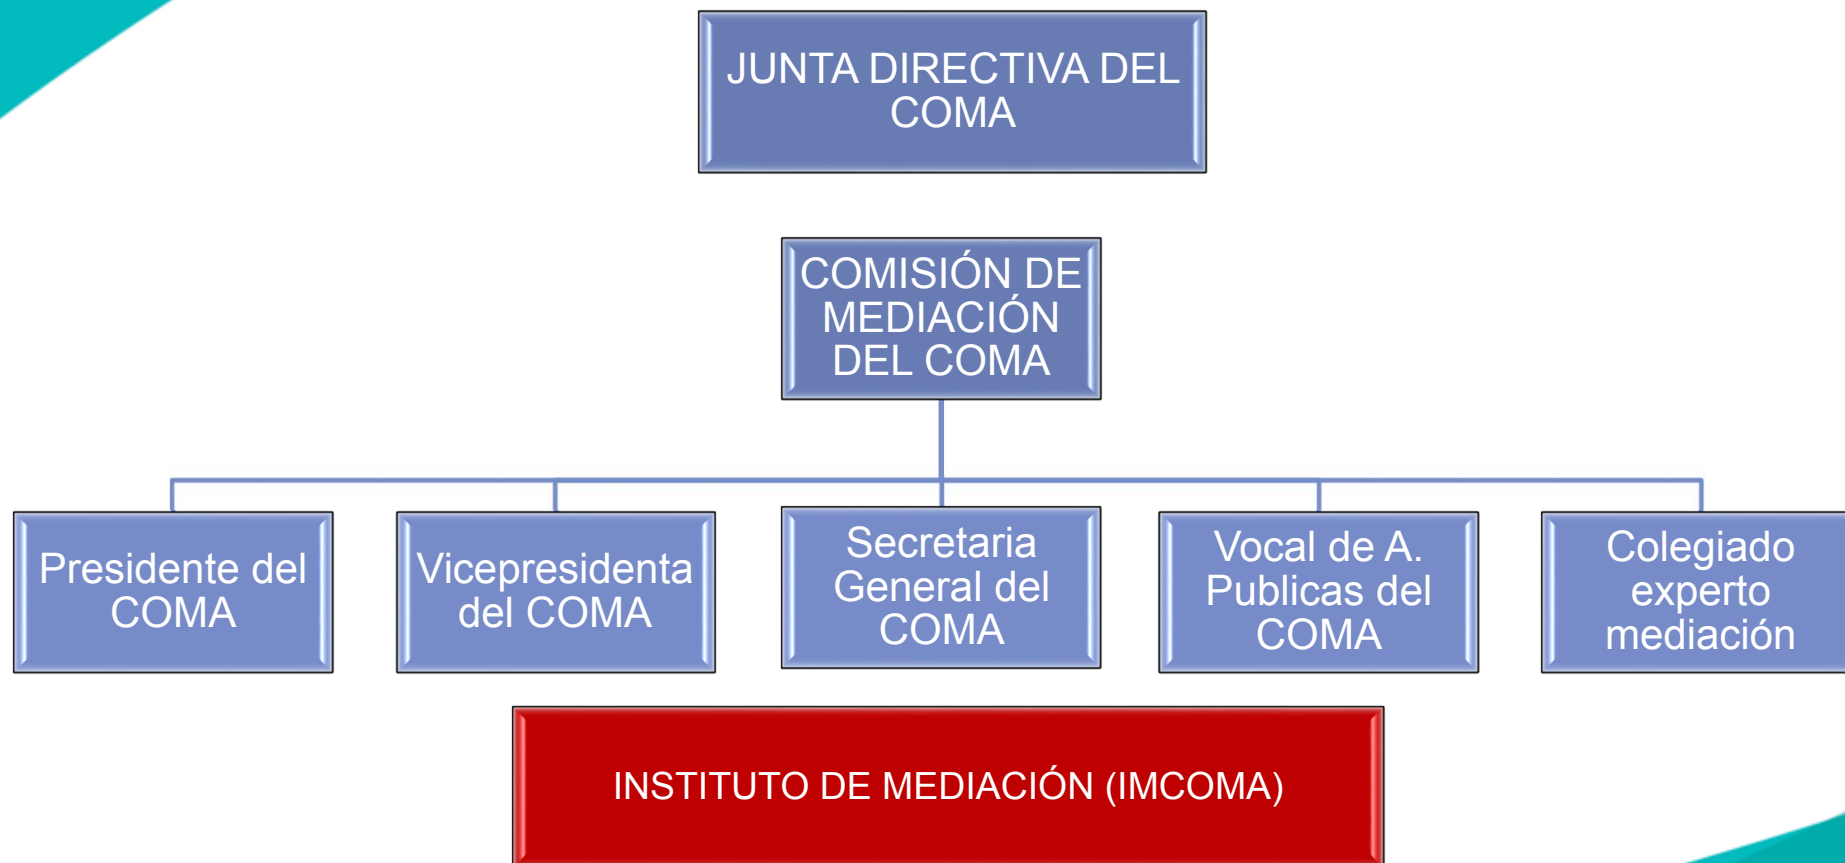 JUNTA DIRECTIVA DEL
COMA
COMISIÓN DE
MEDIACIÓN
DEL COMA
Presidente del
COMA
Vicepresidenta
del COMA
Secretaria
General del
COMA
Vocal de A.
Publicas del
COMA
Colegiado
experto
mediación
INSTITUTO DE MEDIACIÓN (IMCOMA)